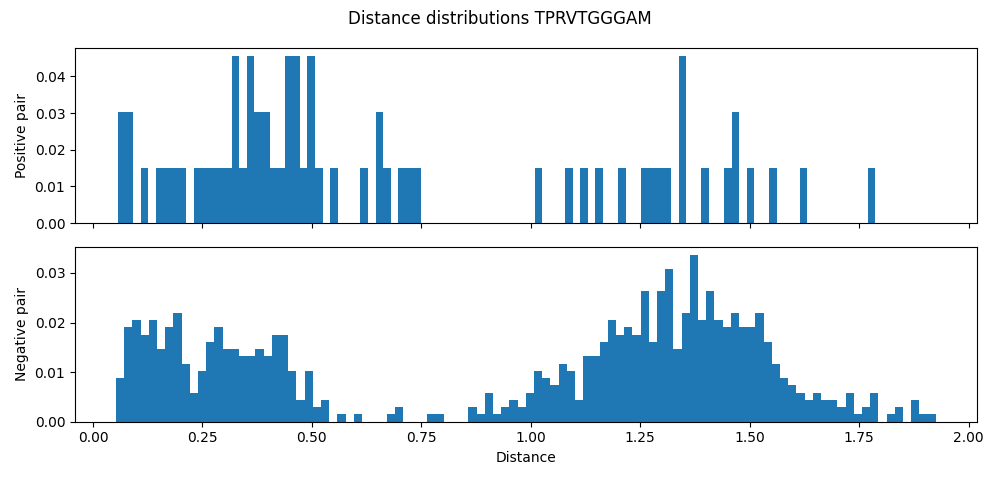 Distance distributions TPRVTGGGAM
Positive pair
0.04
0.03
0.02
0.01
0.00
Negative pair
0.03
0.02
0.01
0.00
0.00 0.25 0.50 0.75 1.00 1.25 1.50 1.75 2.00
Distance